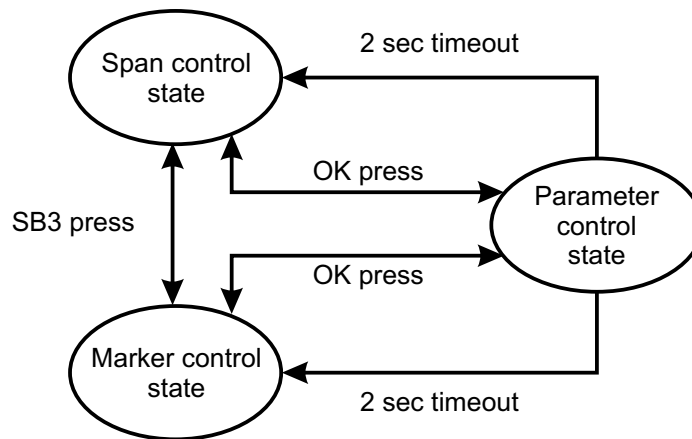 2 sec timeout
Span control
state
OK press
Parameter
control
state
SB3 press
OK press
Marker control
state
2 sec timeout